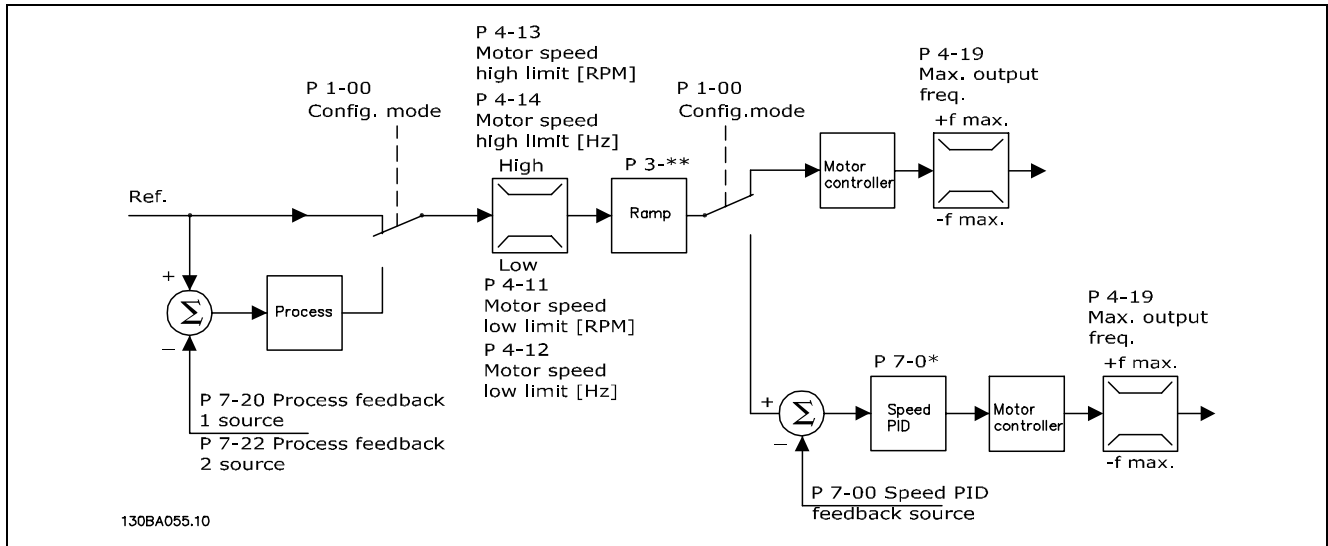 P 4-13
Motor speed
high limit [RPM]
P 4-14
Motor speed
high limit [Hz]
High
P 1-00
Config. mode
P 1-00
Config.mode
P 4-19
Max. output
freq.
+f max.
P 3-**
Ramp
Motor
controller
-f max.
Ref.
Low
P 4-11
Motor speed
low limit [RPM]
P 4-12
Motor speed
low limit [Hz]
+
Σ
−
Process
P 7-20 Process feedback
1 source
P 7-22 Process feedback
2 source
P 4-19
Max. output
freq.
+f max.
P 7-0*
+
Σ
−
Speed
PID
Motor
controller
-f max.
P 7-00 Speed PID
feedback source
130BA055.10